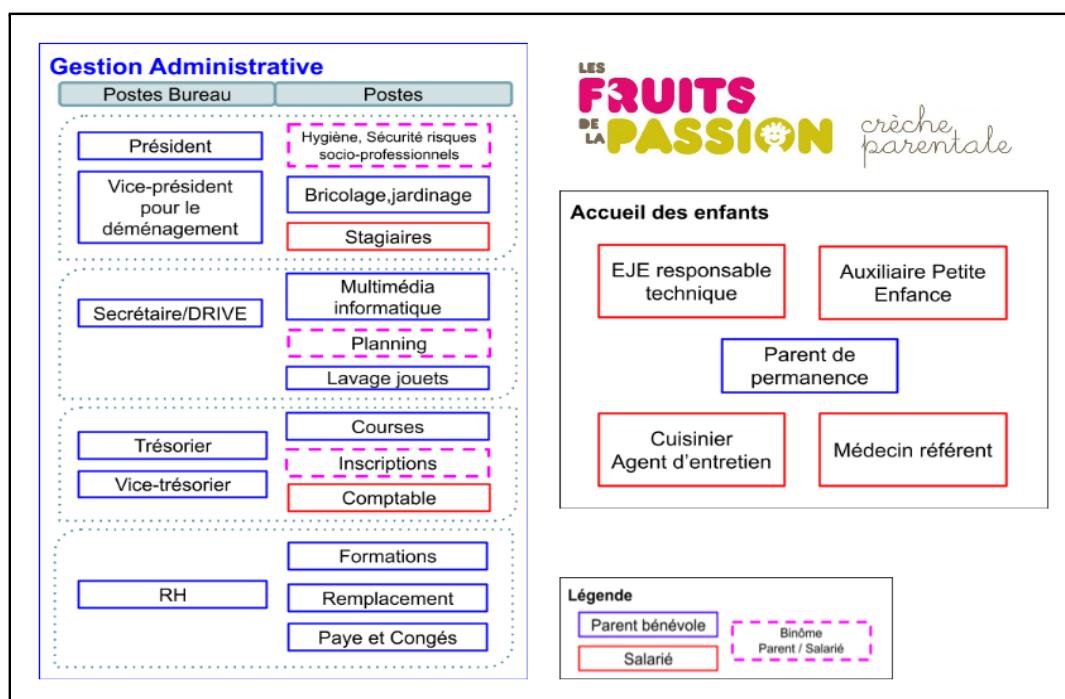 Gestion Administrative
Postes Bureau
Postes
Président
Vice-président
pour le
déménagement
Hygiène, Sécurité risques
socio-professionnels
Bricolage,jardinage
Stagiaires
Secrétaire/DRIVE
Multimédia
informatique
Planning
Lavage jouets
Trésorier
Vice-trésorier
Courses
Inscriptions
Comptable
RH
Formations
Remplacement
Paye et Congés
LES
FRUITS
DE LA
PASSION
crèche
parentale
Accueil des enfants
EJE responsable
technique
Auxiliaire Petite
Enfance
Parent de
permanence
Cuisinier
Agent d'entretien
Médecin référent
Légende
Parent bénévole
Salarié
Binôme
Parent / Salarié